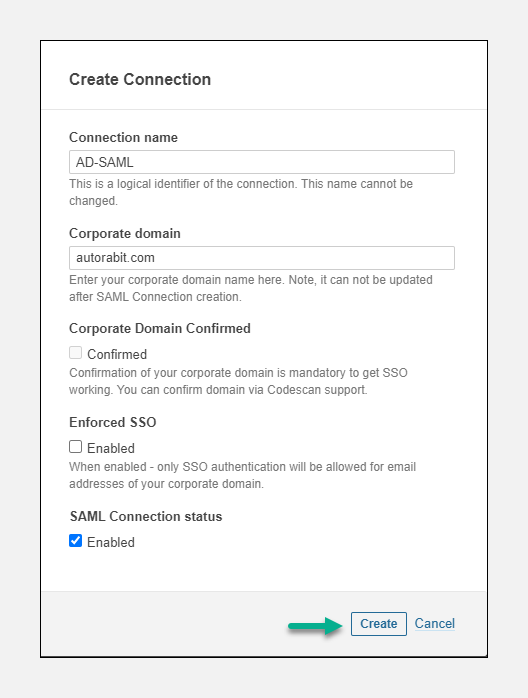 Create Connection
Connection name
AD-SAML
This is a logical identifier of the connection. This name cannot be
changed.
Corporate domain
autorabit.com
Enter your corporate domain name here. Note, it can not be updated
after SAML Connection creation.
Corporate Domain Confirmed
Confirmed
Confirmation of your corporate domain is mandatory to get SSO
working. You can confirm domain via Codescan support.
Enforced SSO
Enabled
When enabled - only SSO authentication will be allowed for email
addresses of your corporate domain.
SAML Connection status
Enabled
Create Cancel